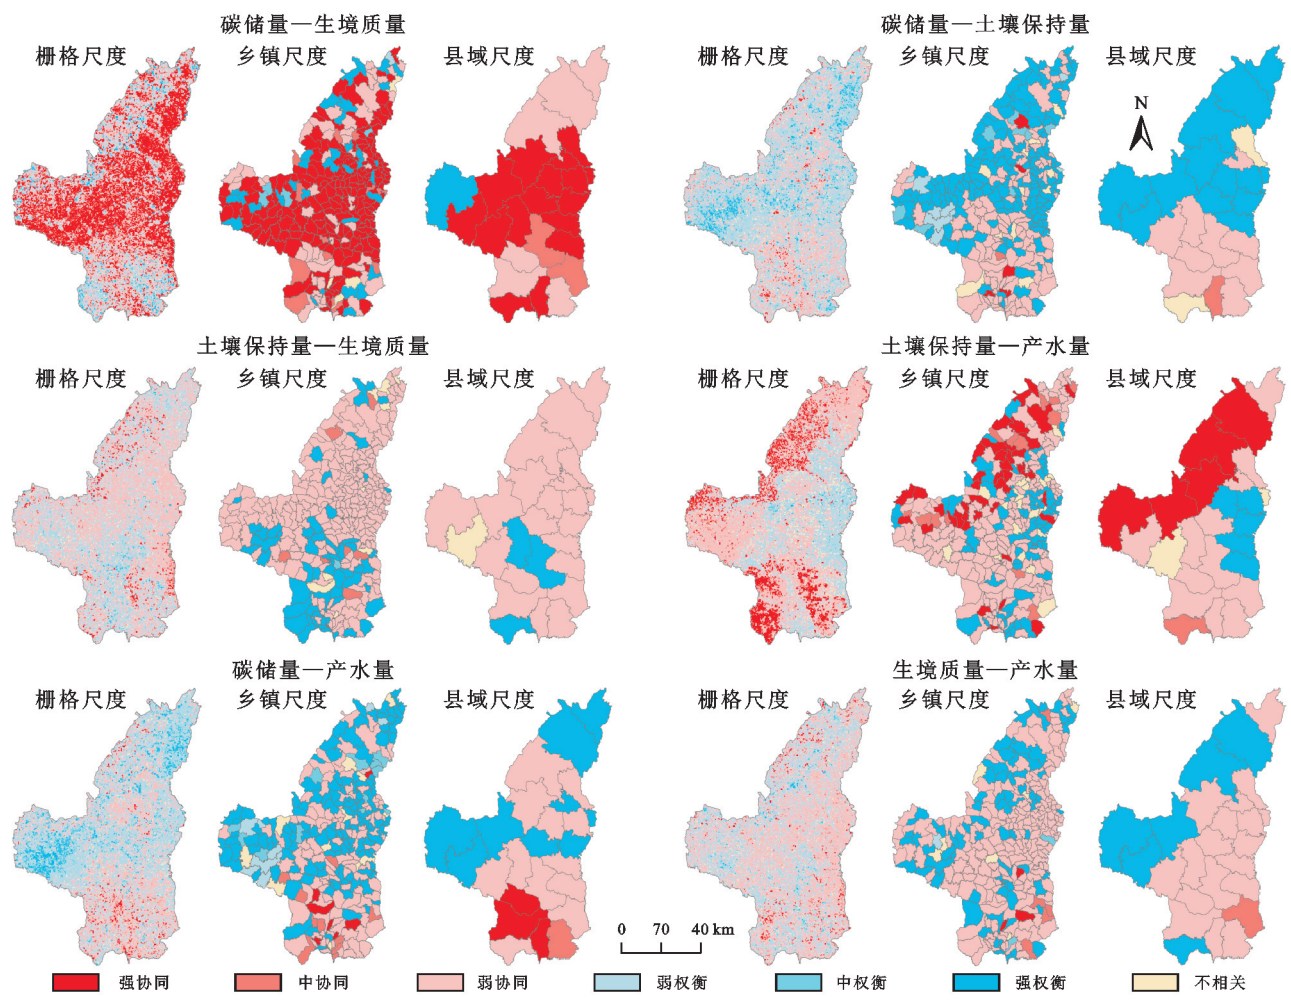 碳储量—生境质量
碳储量—土壤保持量
栅格尺度
乡镇尺度
县域尺度
栅格尺度
乡镇尺度
县域尺度
N
土壤保持量—生境质量
土壤保持量—产水量
栅格尺度
乡镇尺度
县域尺度
栅格尺度
乡镇尺度
县域尺度
碳储量—产水量
生境质量—产水量
栅格尺度
乡镇尺度
县域尺度
栅格尺度
乡镇尺度
县域尺度
0 70 40 km
强协同
中协同
弱协同
弱权衡
中权衡
强权衡
不相关